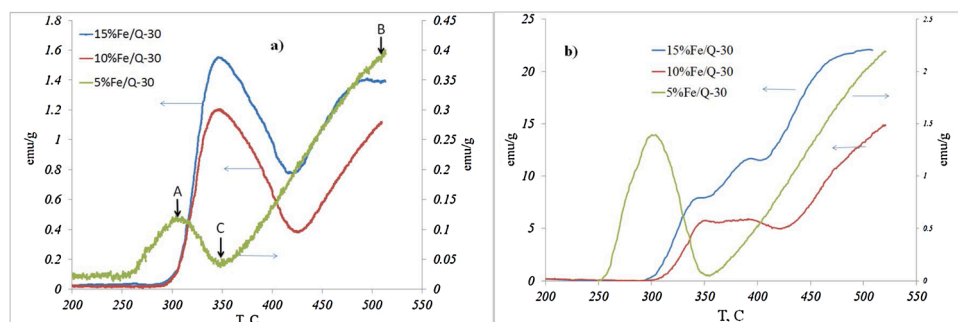 a)
15%Fe/Q-30
10%Fe/Q-30
5%Fe/Q-30
emu/g
1.8
1.6
1.4
1.2
1
0.8
0.6
0.4
0.2
0
A
B
C
0.45
0.4
0.35
0.3
0.25
0.2
0.15
0.1
0.05
0
emu/g
200 250 300 350 400 450 500 550
T, C
b)
15%Fe/Q-30
10%Fe/Q-30
5%Fe/Q-30
emu/g
25
20
15
10
5
0
2.5
2
1.5
1
0.5
0
emu/g
200 250 300 350 400 450 500 550
T, C